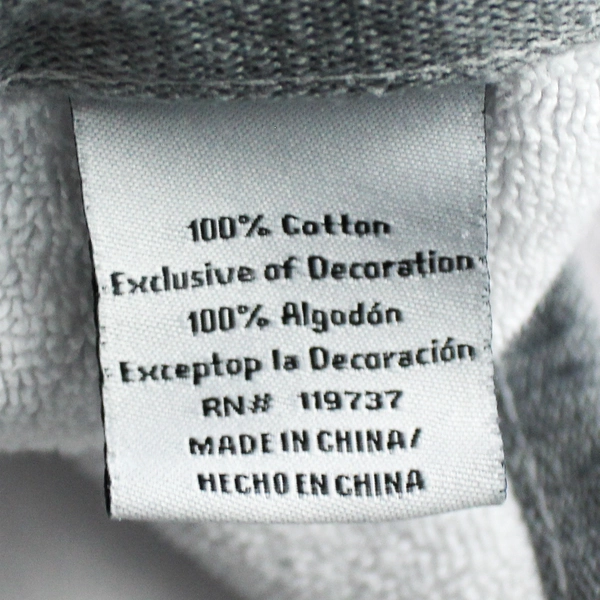 100% Cotton
Exclusive of Decoration
100% Algodón
Exceptop la Decoración
RN# 119737
MADE IN CHINA/
HECHO EN CHINA